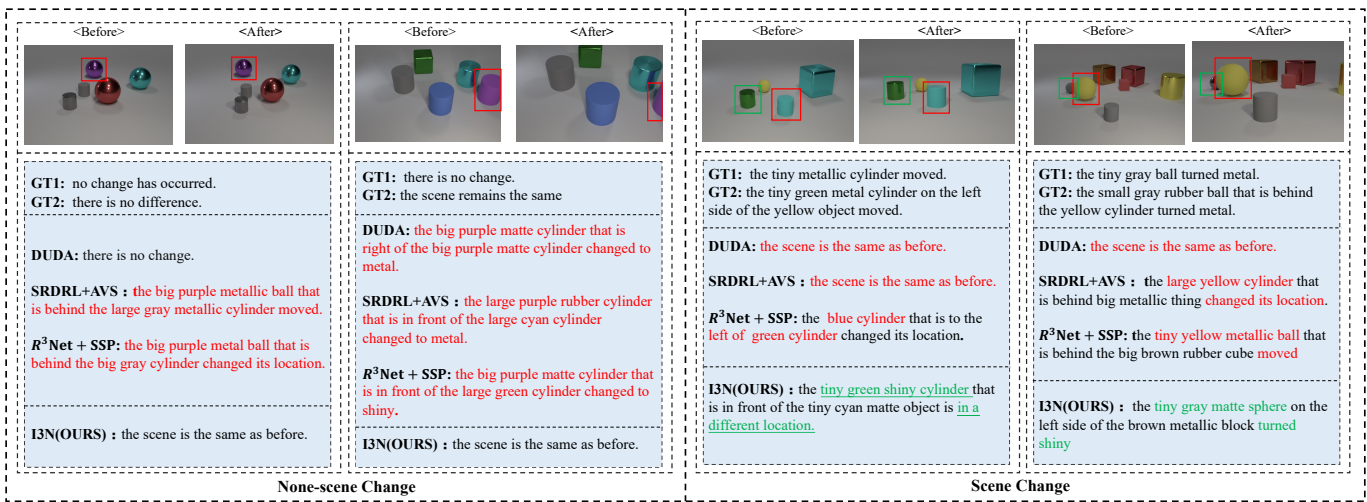 <Before>
<After>
GT1: no change has occurred.
GT2: there is no difference.
DUDA: there is no change.
SRDRL+AVS : the big purple metallic ball that
is behind the large gray metallic cylinder moved.
R³Net + SSP: the big purple metal ball that is
behind the big gray cylinder changed its location.
I3N(OURS) : the scene is the same as before.
<Before>
<After>
GT1: there is no change.
GT2: the scene remains the same
DUDA: the big purple matte cylinder that is
right of the big purple matte cylinder changed to
metal.
SRDRL+AVS : the large purple rubber cylinder
that is in front of the large cyan cylinder
changed to metal.
R³Net + SSP: the big purple matte cylinder that
is in front of the large green cylinder changed to
shiny.
I3N(OURS) : the scene is the same as before.
None-scene Change
<Before>
<After>
GT1: the tiny metallic cylinder moved.
GT2: the tiny green metal cylinder on the left
side of the yellow object moved.
DUDA: the scene is the same as before.
SRDRL+AVS : the scene is the same as before.
R³Net + SSP: the blue cylinder that is to the
left of green cylinder changed its location.
I3N(OURS) : the tiny green shiny cylinder that
is in front of the tiny cyan matte object is in a
different location.
<Before>
<After>
GT1: the tiny gray ball turned metal.
GT2: the small gray rubber ball that is behind
the yellow cylinder turned metal.
DUDA: the scene is the same as before.
SRDRL+AVS : the large yellow cylinder that
is behind big metallic thing changed its location.
R³Net + SSP: the tiny yellow metallic ball that
is behind the big brown rubber cube moved
I3N(OURS) : the tiny gray matte sphere on the
left side of the brown metallic block turned
shiny
Scene Change